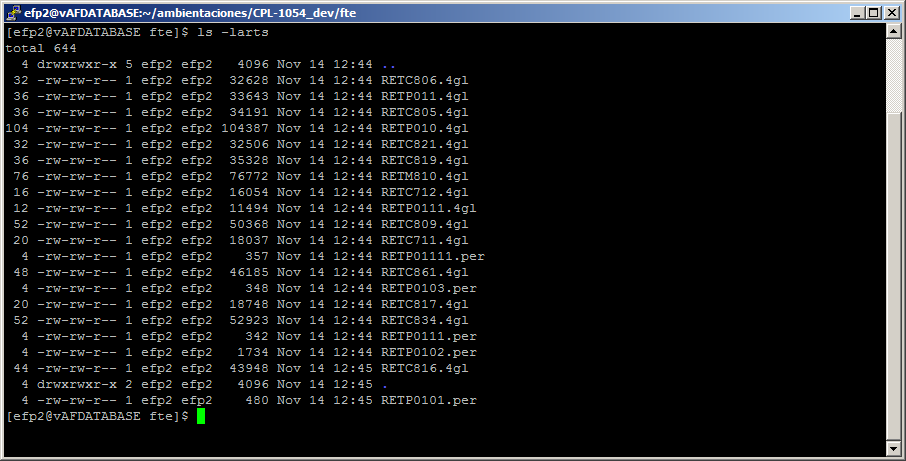 efp2@vAFDATABASE:~/ambientaciones/CPL-1054_dev/fte
[efp2@vAFDATABASE fte]$ ls -larts
total 644
  4 drwxrwxr-x 5 efp2 efp2   4096 Nov 14 12:44 ..
 32 -rw-rw-r-- 1 efp2 efp2  32628 Nov 14 12:44 RETC806.4gl
 36 -rw-rw-r-- 1 efp2 efp2  33643 Nov 14 12:44 RETP011.4gl
 36 -rw-rw-r-- 1 efp2 efp2  34191 Nov 14 12:44 RETC805.4gl
104 -rw-rw-r-- 1 efp2 efp2 104387 Nov 14 12:44 RETP010.4gl
 32 -rw-rw-r-- 1 efp2 efp2  32506 Nov 14 12:44 RETC821.4gl
 36 -rw-rw-r-- 1 efp2 efp2  35328 Nov 14 12:44 RETC819.4gl
 76 -rw-rw-r-- 1 efp2 efp2  76772 Nov 14 12:44 RETM810.4gl
 16 -rw-rw-r-- 1 efp2 efp2  16054 Nov 14 12:44 RETC712.4gl
 12 -rw-rw-r-- 1 efp2 efp2  11494 Nov 14 12:44 RETP0111.4gl
 52 -rw-rw-r-- 1 efp2 efp2  50368 Nov 14 12:44 RETC809.4gl
 20 -rw-rw-r-- 1 efp2 efp2  18037 Nov 14 12:44 RETC711.4gl
  4 -rw-rw-r-- 1 efp2 efp2    357 Nov 14 12:44 RETP01111.per
 48 -rw-rw-r-- 1 efp2 efp2  46185 Nov 14 12:44 RETC861.4gl
  4 -rw-rw-r-- 1 efp2 efp2    348 Nov 14 12:44 RETP0103.per
 20 -rw-rw-r-- 1 efp2 efp2  18748 Nov 14 12:44 RETC817.4gl
 52 -rw-rw-r-- 1 efp2 efp2  52923 Nov 14 12:44 RETC834.4gl
  4 -rw-rw-r-- 1 efp2 efp2    342 Nov 14 12:44 RETP0111.per
  4 -rw-rw-r-- 1 efp2 efp2   1734 Nov 14 12:44 RETP0102.per
 44 -rw-rw-r-- 1 efp2 efp2  43948 Nov 14 12:45 RETC816.4gl
  4 drwxrwxr-x 2 efp2 efp2   4096 Nov 14 12:45 .
  4 -rw-rw-r-- 1 efp2 efp2    480 Nov 14 12:45 RETP0101.per
[efp2@vAFDATABASE fte]$